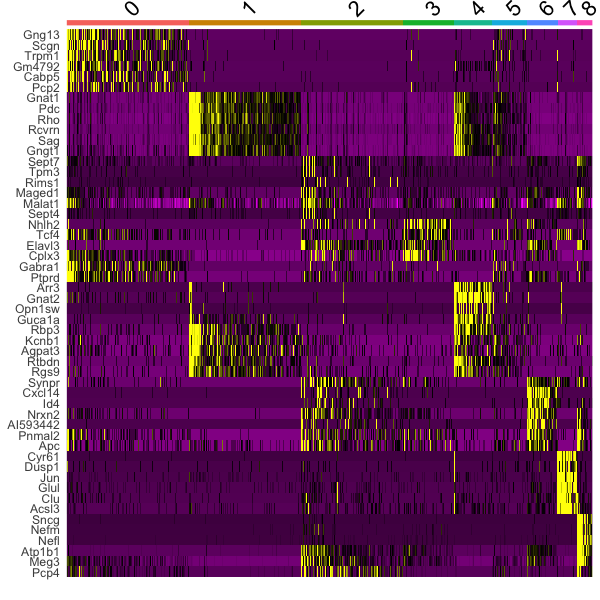 0 1 2 3 4 5 6 7 8
Gng13
Scgn
Trpm1
Gm4792
Cabp5
Pcp2
Gnat1
Pdc
Rho
Rcvrn
Sag
Gngt1
Sept7
Tpm3
Rims1
Maged1
Malat1
Sept4
Nhlh2
Tcf4
Elavl3
Cplx3
Gabra1
Ptprd
Arr3
Gnat2
Opn1sw
Guca1a
Rbp3
Kcnb1
Agpat3
Rtbdn
Rgs9
Synpr
Cxcl14
Id4
Nrxn2
AI593442
Pnmal2
Apc
Cyr61
Dusp1
Jun
Glul
Clu
Acsl3
Sncg
Nefm
Nefl
Atp1b1
Meg3
Pcp4